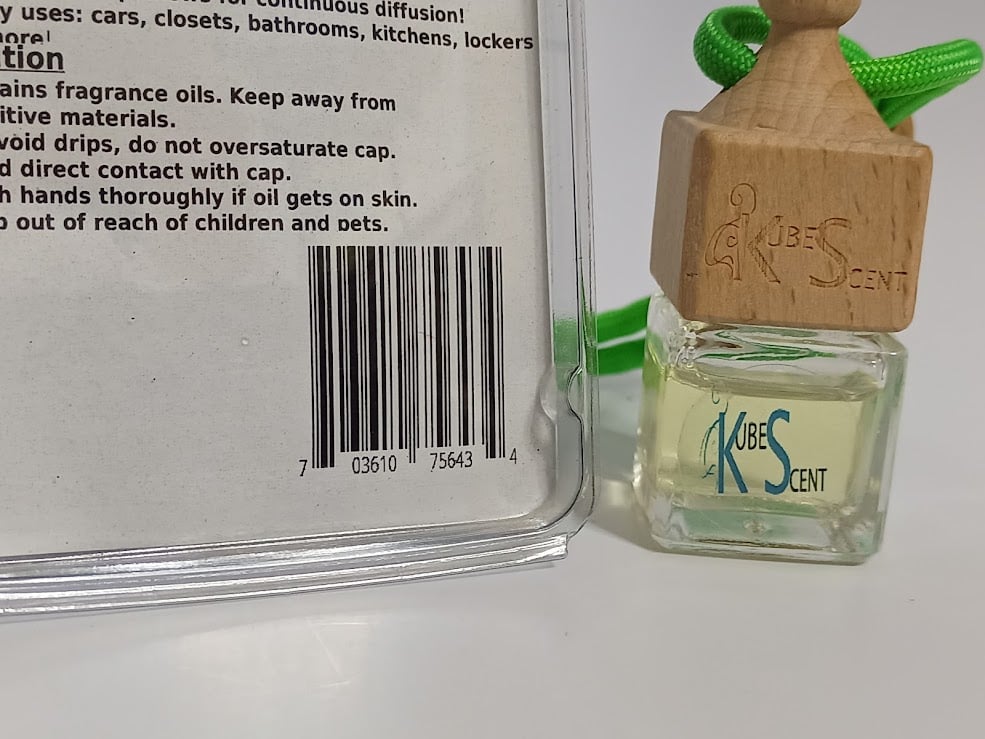 continuous diffusion!
y uses: cars, closets, bathrooms, kitchens, lockers
ore!
tion
ains fragrance oils. Keep away from
itive materials.
void drips, do not oversaturate cap.
d direct contact with cap.
h hands thoroughly if oil gets on skin.
p out of reach of children and pets.
7 03610 75643 4
KUBE SCENT
KUBE SCENT